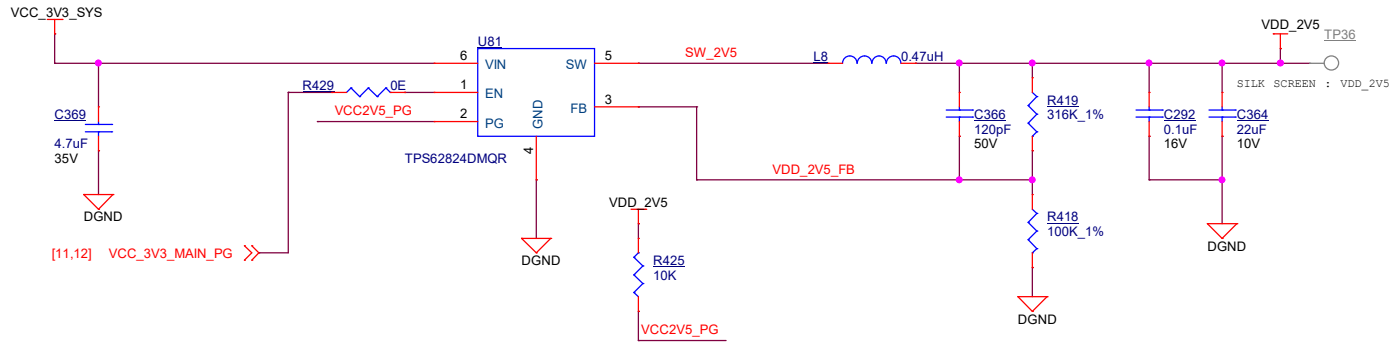 VCC_3V3_SYS
C369
4.7uF
35V
DGND
[11,12] VCC_3V3_MAIN_PG
R429 0E
VCC2V5_PG
U81
6 VIN SW 5
1 EN
FB 3
2 PG
GND
4
TPS62824DMQR
DGND
SW_2V5
L8 0.47uH
VDD_2V5_FB
VDD_2V5
R425
10K
VCC2V5_PG
C366
120pF
50V
R419
316K_1%
R418
100K_1%
DGND
C292
0.1uF
16V
C364
22uF
10V
DGND
VDD_2V5
TP36
SILK SCREEN : VDD_2V5